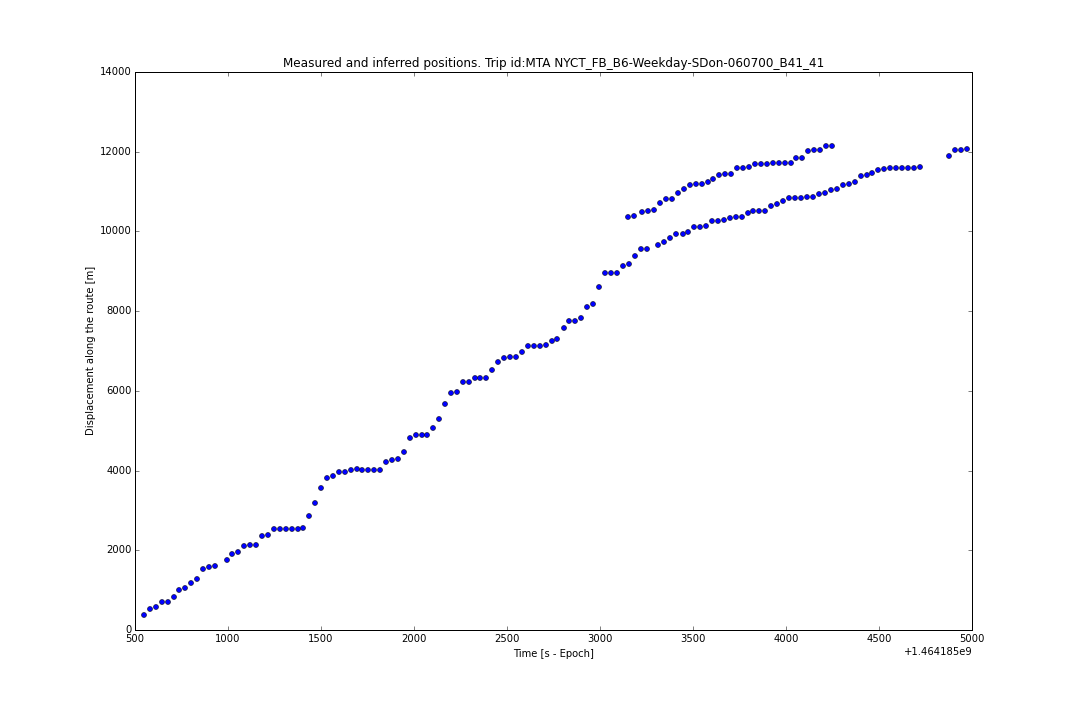 Measured and inferred positions. Trip id:MTA NYCT_FB_B6-Weekday-SDon-060700_B41_41
14000
12000
10000
8000
6000
4000
2000
0
Displacement along the route [m]
500 1000 1500 2000 2500 3000 3500 4000 4500 5000
Time [s - Epoch]
+1.464185e9